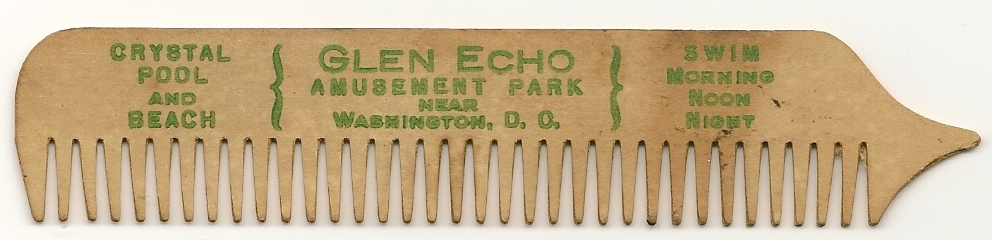 CRYSTAL
POOL
AND
BEACH
GLEN ECHO
AMUSEMENT PARK
NEAR
WASHINGTON, D. C.
SWIM
MORNING
NOON
NIGHT